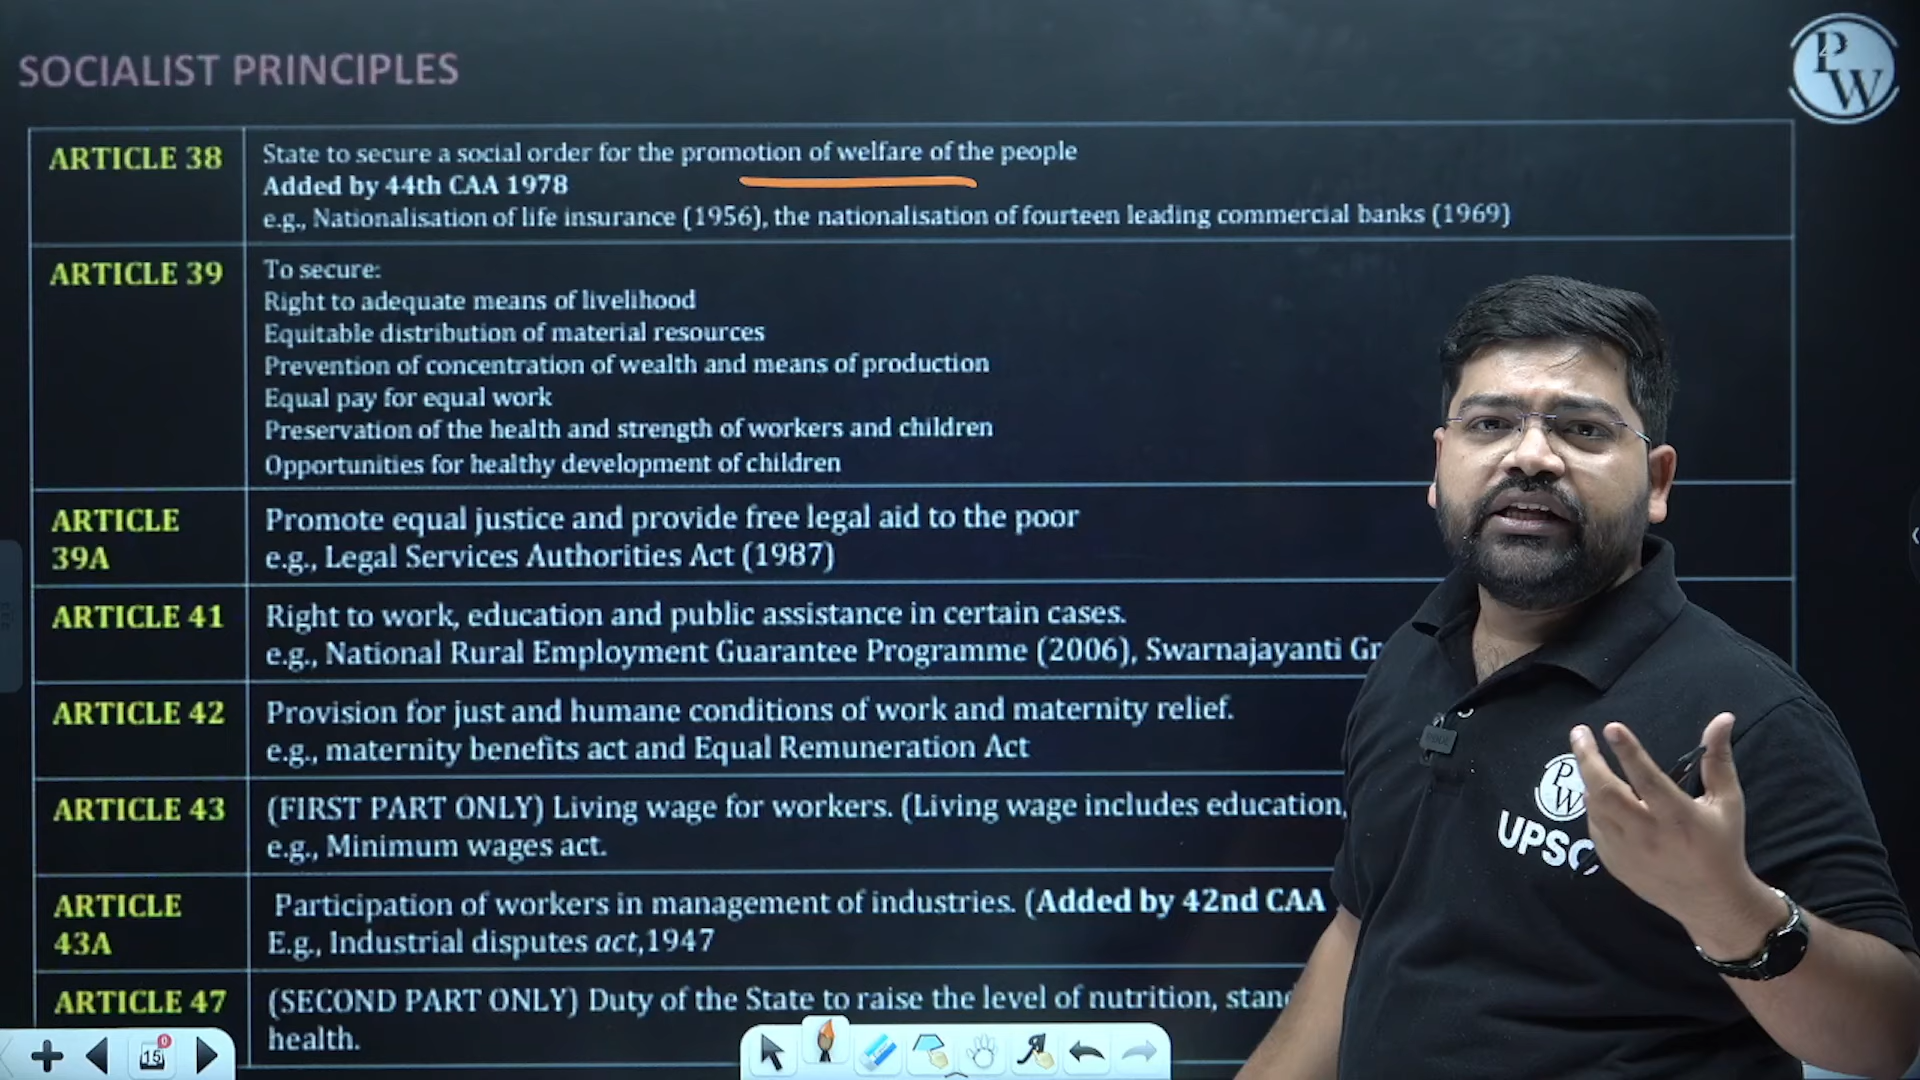 SOCIALIST PRINCIPLES
PW
ARTICLE 38
State to secure a social order for the promotion of welfare of the people
Added by 44th CAA 1978
e.g., Nationalisation of life insurance (1956), the nationalisation of fourteen leading commercial banks (1969)
ARTICLE 39
To secure:
Right to adequate means of livelihood
Equitable distribution of material resources
Prevention of concentration of wealth and means of production
Equal pay for equal work
Preservation of the health and strength of workers and children
Opportunities for healthy development of children
ARTICLE
39A
Promote equal justice and provide free legal aid to the poor
e.g., Legal Services Authorities Act (1987)
ARTICLE 41
Right to work, education and public assistance in certain cases.
e.g., National Rural Employment Guarantee Programme (2006), Swarnajayanti Gr
ARTICLE 42
Provision for just and humane conditions of work and maternity relief.
e.g., maternity benefits act and Equal Remuneration Act
ARTICLE 43
(FIRST PART ONLY) Living wage for workers. (Living wage includes education,
e.g., Minimum wages act.
ARTICLE
43A
Participation of workers in management of industries. (Added by 42nd CAA
E.g., Industrial disputes act,1947
ARTICLE 47
(SECOND PART ONLY) Duty of the State to raise the level of nutrition, stand
health.
PW
UPSC
15
0